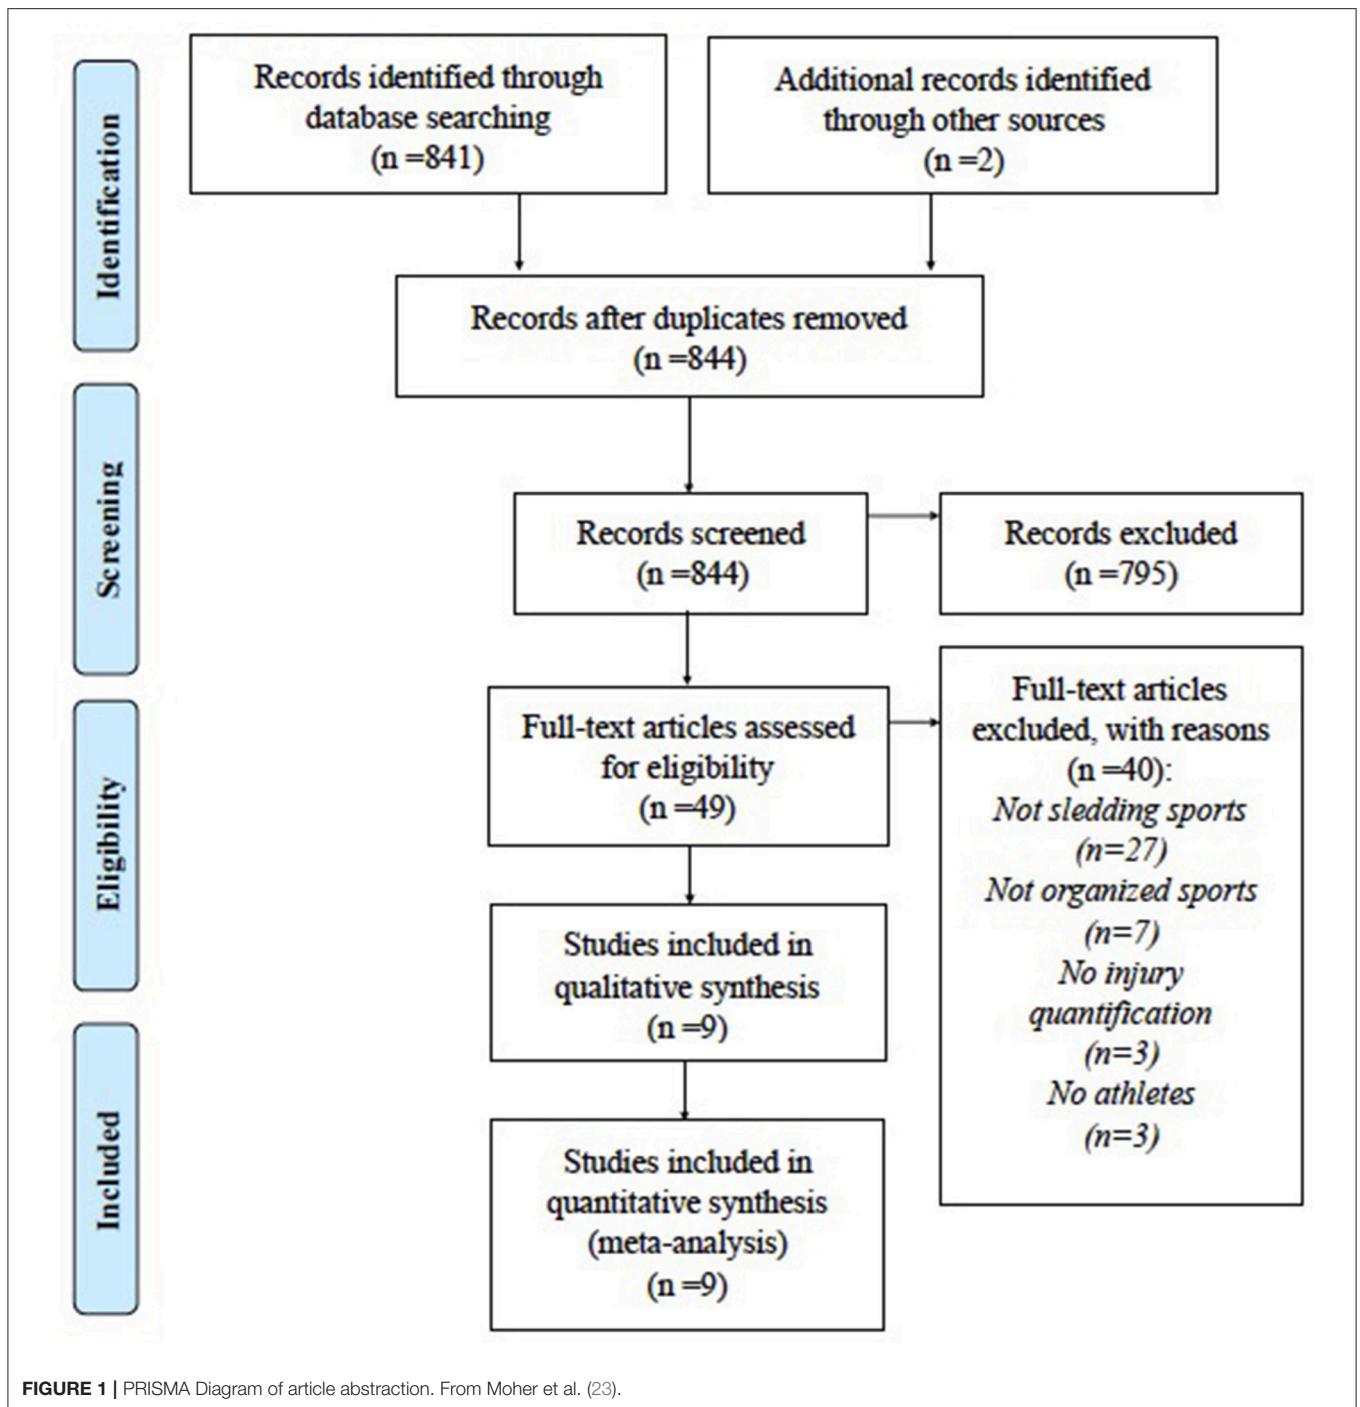 Identification
Records identified through
database searching
(n =841)
Additional records identified
through other sources
(n =2)
Records after duplicates removed
(n =844)
Screening
Records screened
(n =844)
Records excluded
(n =795)
Eligibility
Full-text articles assessed
for eligibility
(n =49)
Full-text articles
excluded, with reasons
(n =40):
Not sledding sports
(n=27)
Not organized sports
(n=7)
No injury
quantification
(n=3)
No athletes
(n=3)
Studies included in
qualitative synthesis
(n =9)
Included
Studies included in
quantitative synthesis
(meta-analysis)
(n =9)
FIGURE 1 | PRISMA Diagram of article abstraction. From Moher et al. (23).